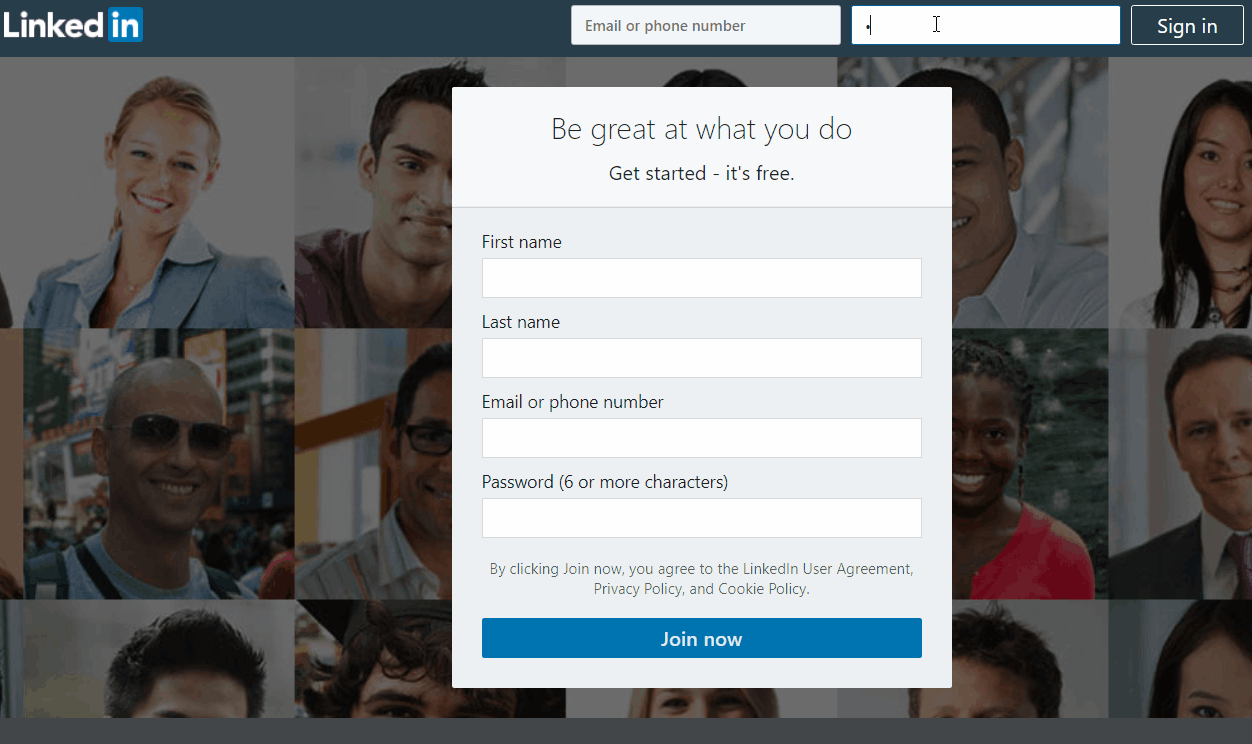 Linked in
Email or phone number
•
Sign in
Be great at what you do
Get started - it's free.
First name
Last name
Email or phone number
Password (6 or more characters)
By clicking Join now, you agree to the LinkedIn User Agreement,
Privacy Policy, and Cookie Policy.
Join now